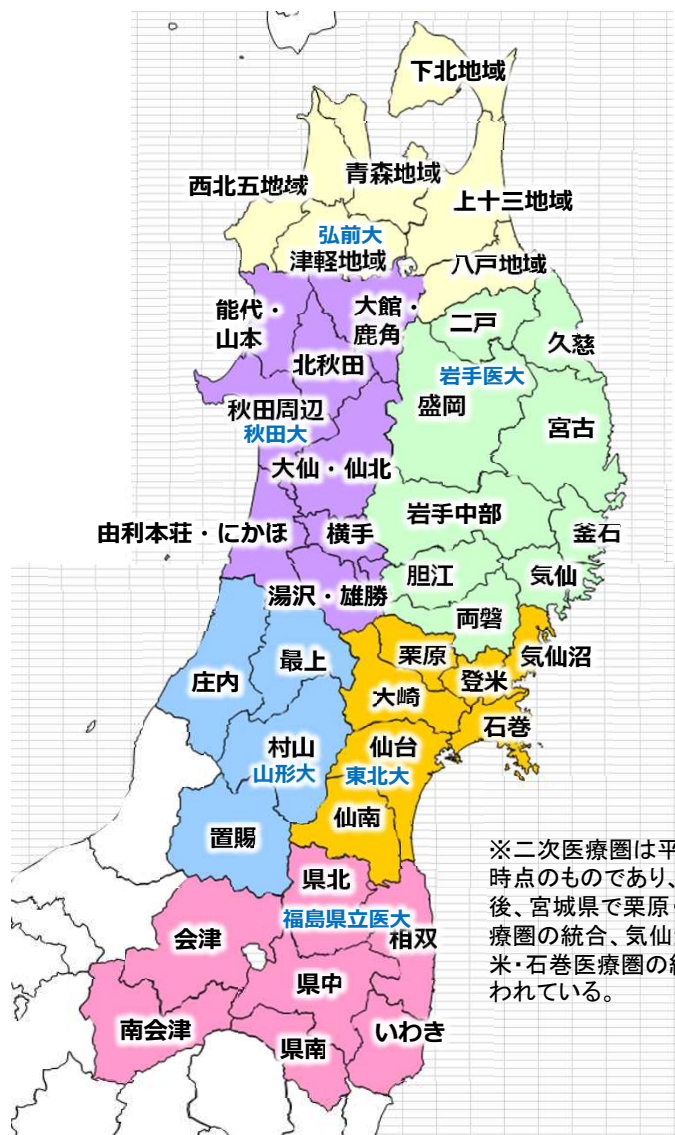 下北地域
青森地域
西北五地域
上十三地域
弘前大
津軽地域
八戸地域
能代・
山本
大館・
鹿角
二戸
久慈
北秋田
岩手医大
盛岡
秋田周辺
秋田大
宮古
大仙・仙北
岩手中部
由利本荘・にかほ
横手
釜石
胆江
気仙
湯沢・雄勝
両磐
栗原
気仙沼
最上
庄内
登米
大崎
石巻
村山
仙台
山形大
東北大
仙南
置賜
※二次医療圏は平
時点のものであり、
後、宮城県で栗原・
療圏の統合、気仙
米・石巻医療圏の
われている。
県北
福島県立医大
会津
相双
県中
南会津
県南
いわき